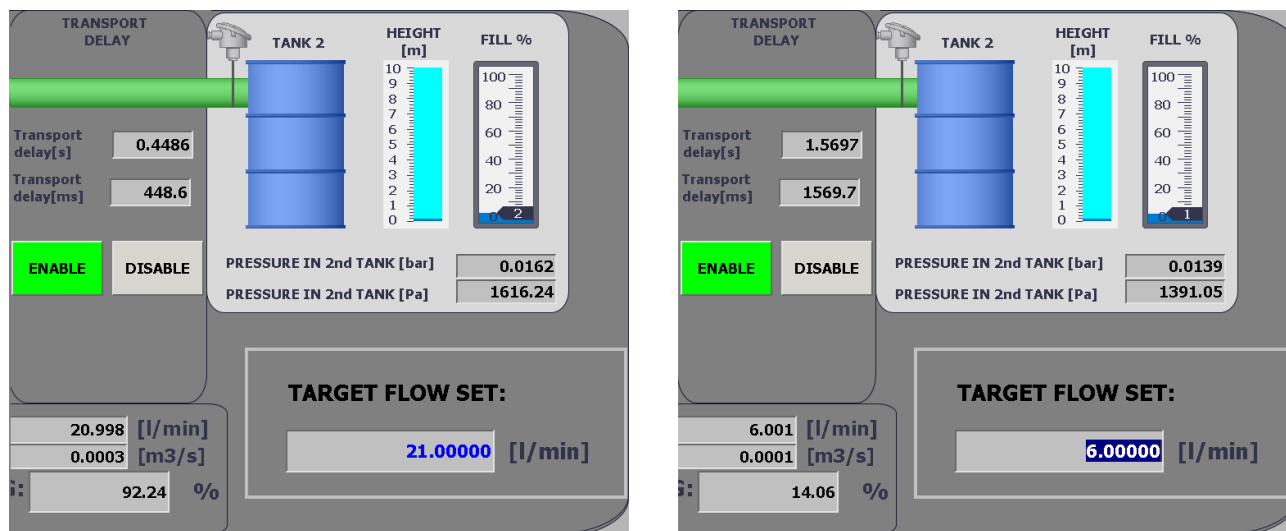 TRANSPORT
DELAY
TANK 2
HEIGHT
[m]
FILL %
10
9
8
7
6
5
4
3
2
1
0
100
80
60
40
20
0
2
Transport
delay[s]
0.4486
Transport
delay[ms]
448.6
ENABLE
DISABLE
PRESSURE IN 2nd TANK [bar]
0.0162
PRESSURE IN 2nd TANK [Pa]
1616.24
TARGET FLOW SET:
21.00000 [l/min]
20.998 [l/min]
0.0003 [m3/s]
G: 92.24 %
TRANSPORT
DELAY
TANK 2
HEIGHT
[m]
FILL %
10
9
8
7
6
5
4
3
2
1
0
100
80
60
40
20
0
1
Transport
delay[s]
1.5697
Transport
delay[ms]
1569.7
ENABLE
DISABLE
PRESSURE IN 2nd TANK [bar]
0.0139
PRESSURE IN 2nd TANK [Pa]
1391.05
TARGET FLOW SET:
6.00000 [l/min]
6.001 [l/min]
0.0001 [m3/s]
G: 14.06 %